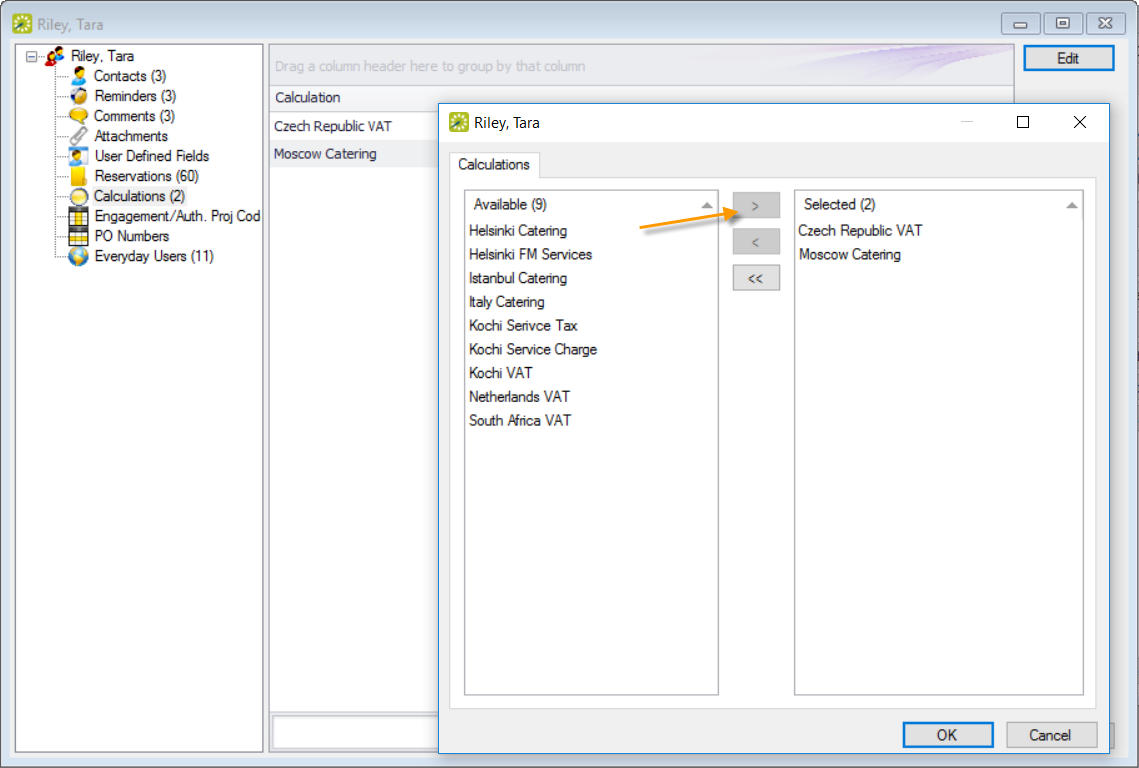 Riley, Tara
Riley, Tara
Contacts (3)
Reminders (3)
Comments (3)
Attachments
User Defined Fields
Reservations (60)
Calculations (2)
Engagement/Auth. Proj Cod
PO Numbers
Everyday Users (11)
Drag a column header here to group by that column
Calculation
Czech Republic VAT
Moscow Catering
Edit
Riley, Tara
Calculations
Available (9)
Helsinki Catering
Helsinki FM Services
Istanbul Catering
Italy Catering
Kochi Serivce Tax
Kochi Service Charge
Kochi VAT
Netherlands VAT
South Africa VAT
>
<
<<
Selected (2)
Czech Republic VAT
Moscow Catering
OK
Cancel